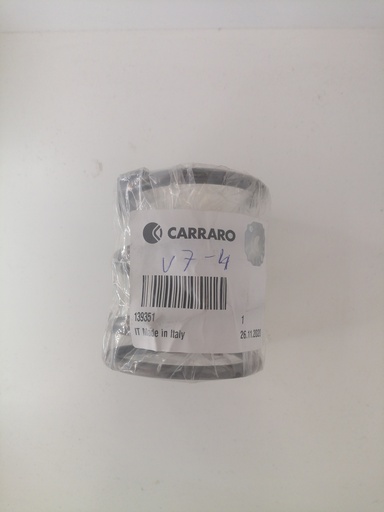 CARRARO
V7-4
139351 1
IT Made in Italy 26.11.2020